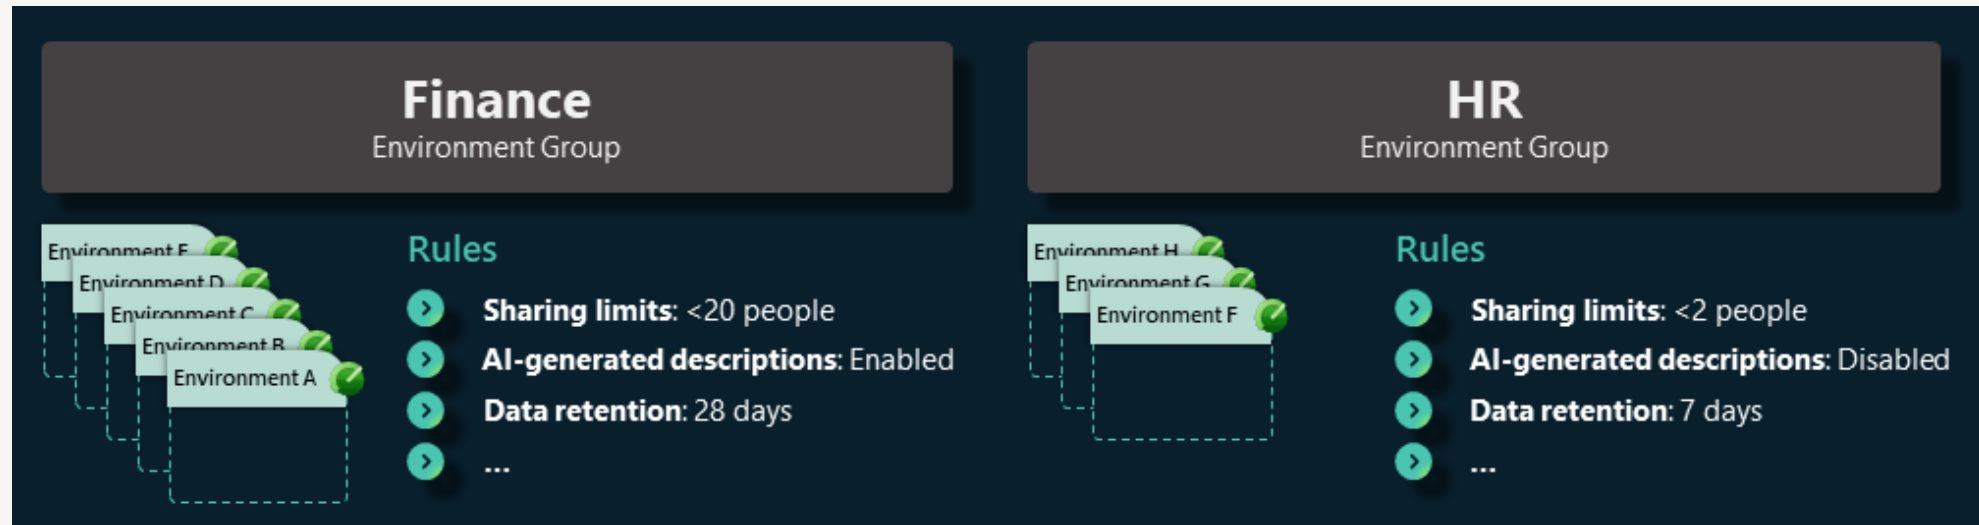 Finance
Environment Group
Environment E
Environment D
Environment C
Environment B
Environment A
Rules
Sharing limits: <20 people
AI-generated descriptions: Enabled
Data retention: 28 days
...
HR
Environment Group
Environment H
Environment G
Environment F
Rules
Sharing limits: <2 people
AI-generated descriptions: Disabled
Data retention: 7 days
...